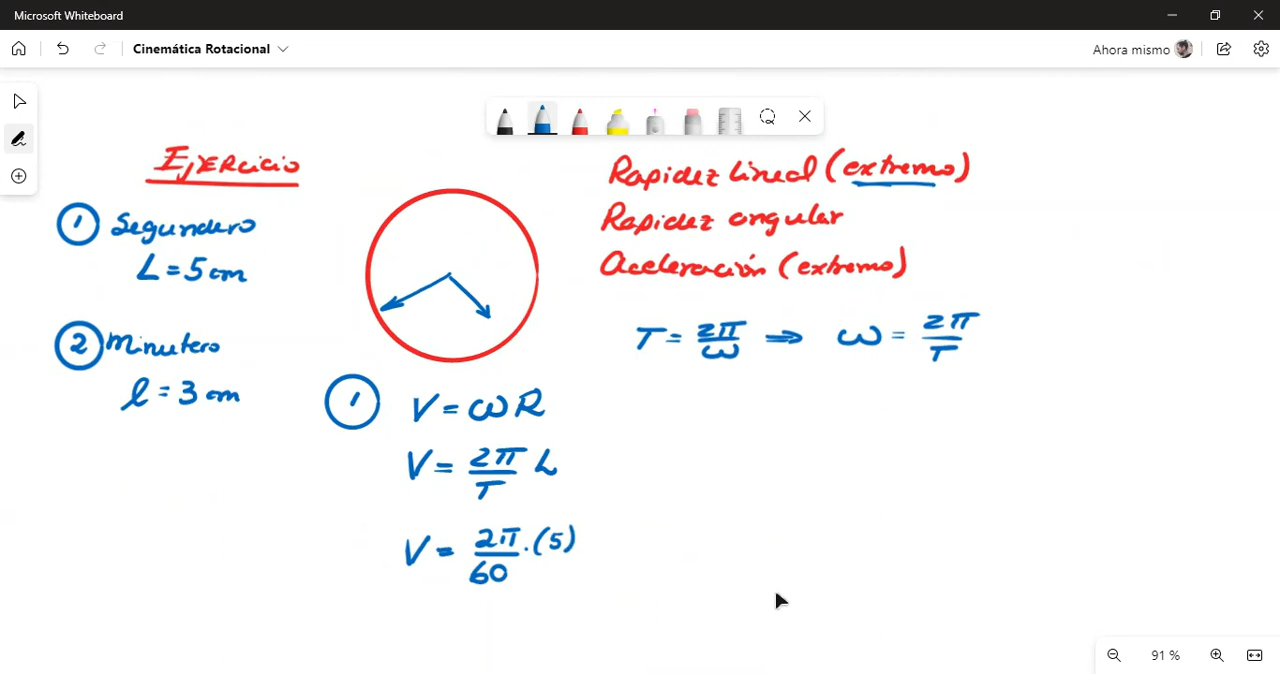 Microsoft Whiteboard
Cinemática Rotacional
Ahora mismo
Ejercicio
1 Segundero
L = 5 cm
2 Minutero
l = 3 cm
Rapidez Lineal (extremo)
Rapidez angular
Aceleración (extremo)
T = 2π/ω ⇒ ω = 2π/T
1 V = ωR
V = 2π/T L
V = 2π/60 . (5)
91 %